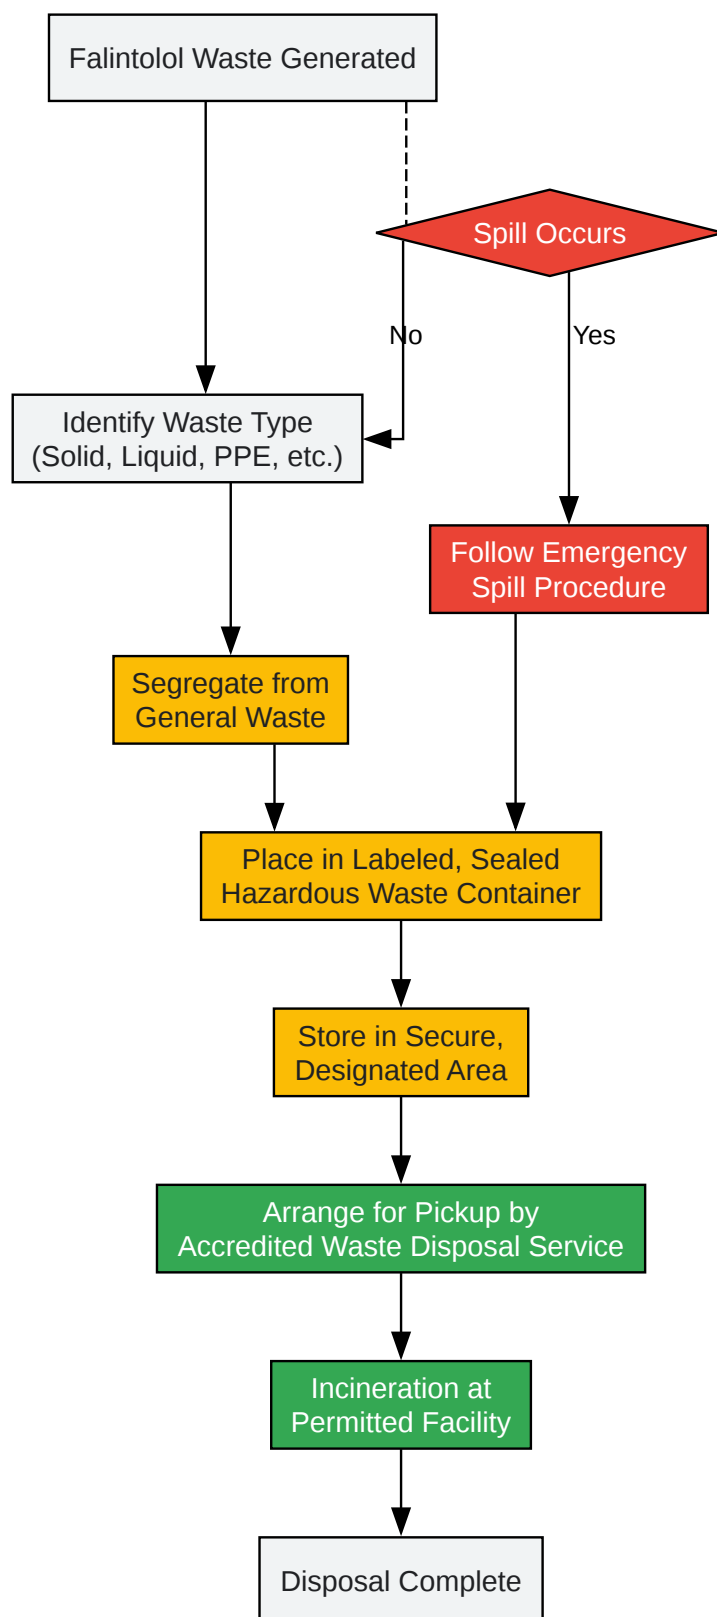 Falintolol Waste Generated
Spill Occurs
No
Yes
Identify Waste Type
(Solid, Liquid, PPE, etc.)
Follow Emergency
Spill Procedure
Segregate from
General Waste
Place in Labeled, Sealed
Hazardous Waste Container
Store in Secure,
Designated Area
Arrange for Pickup by
Accredited Waste Disposal Service
Incineration at
Permitted Facility
Disposal Complete